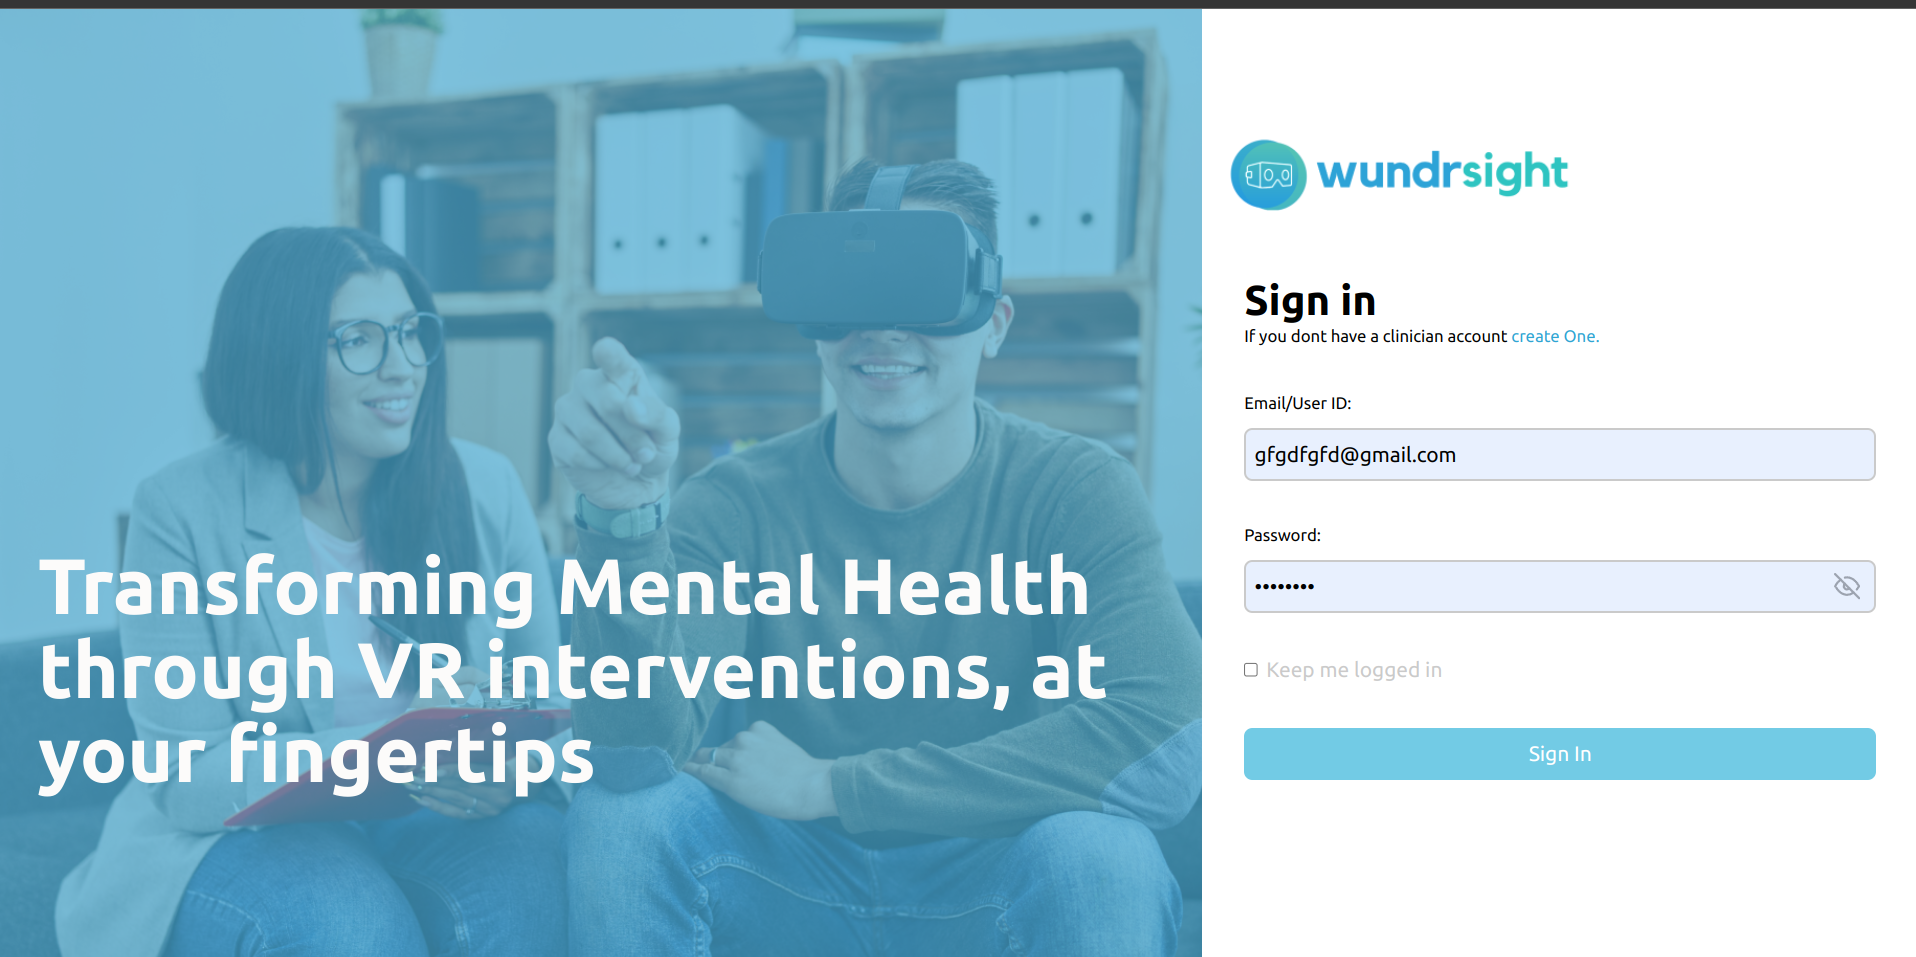 Transforming Mental Health
through VR interventions, at
your fingertips
wundrsight
Sign in
If you dont have a clinician account create One.
Email/User ID:
gfgdfgfd@gmail.com
Password:
••••••••
Keep me logged in
Sign In